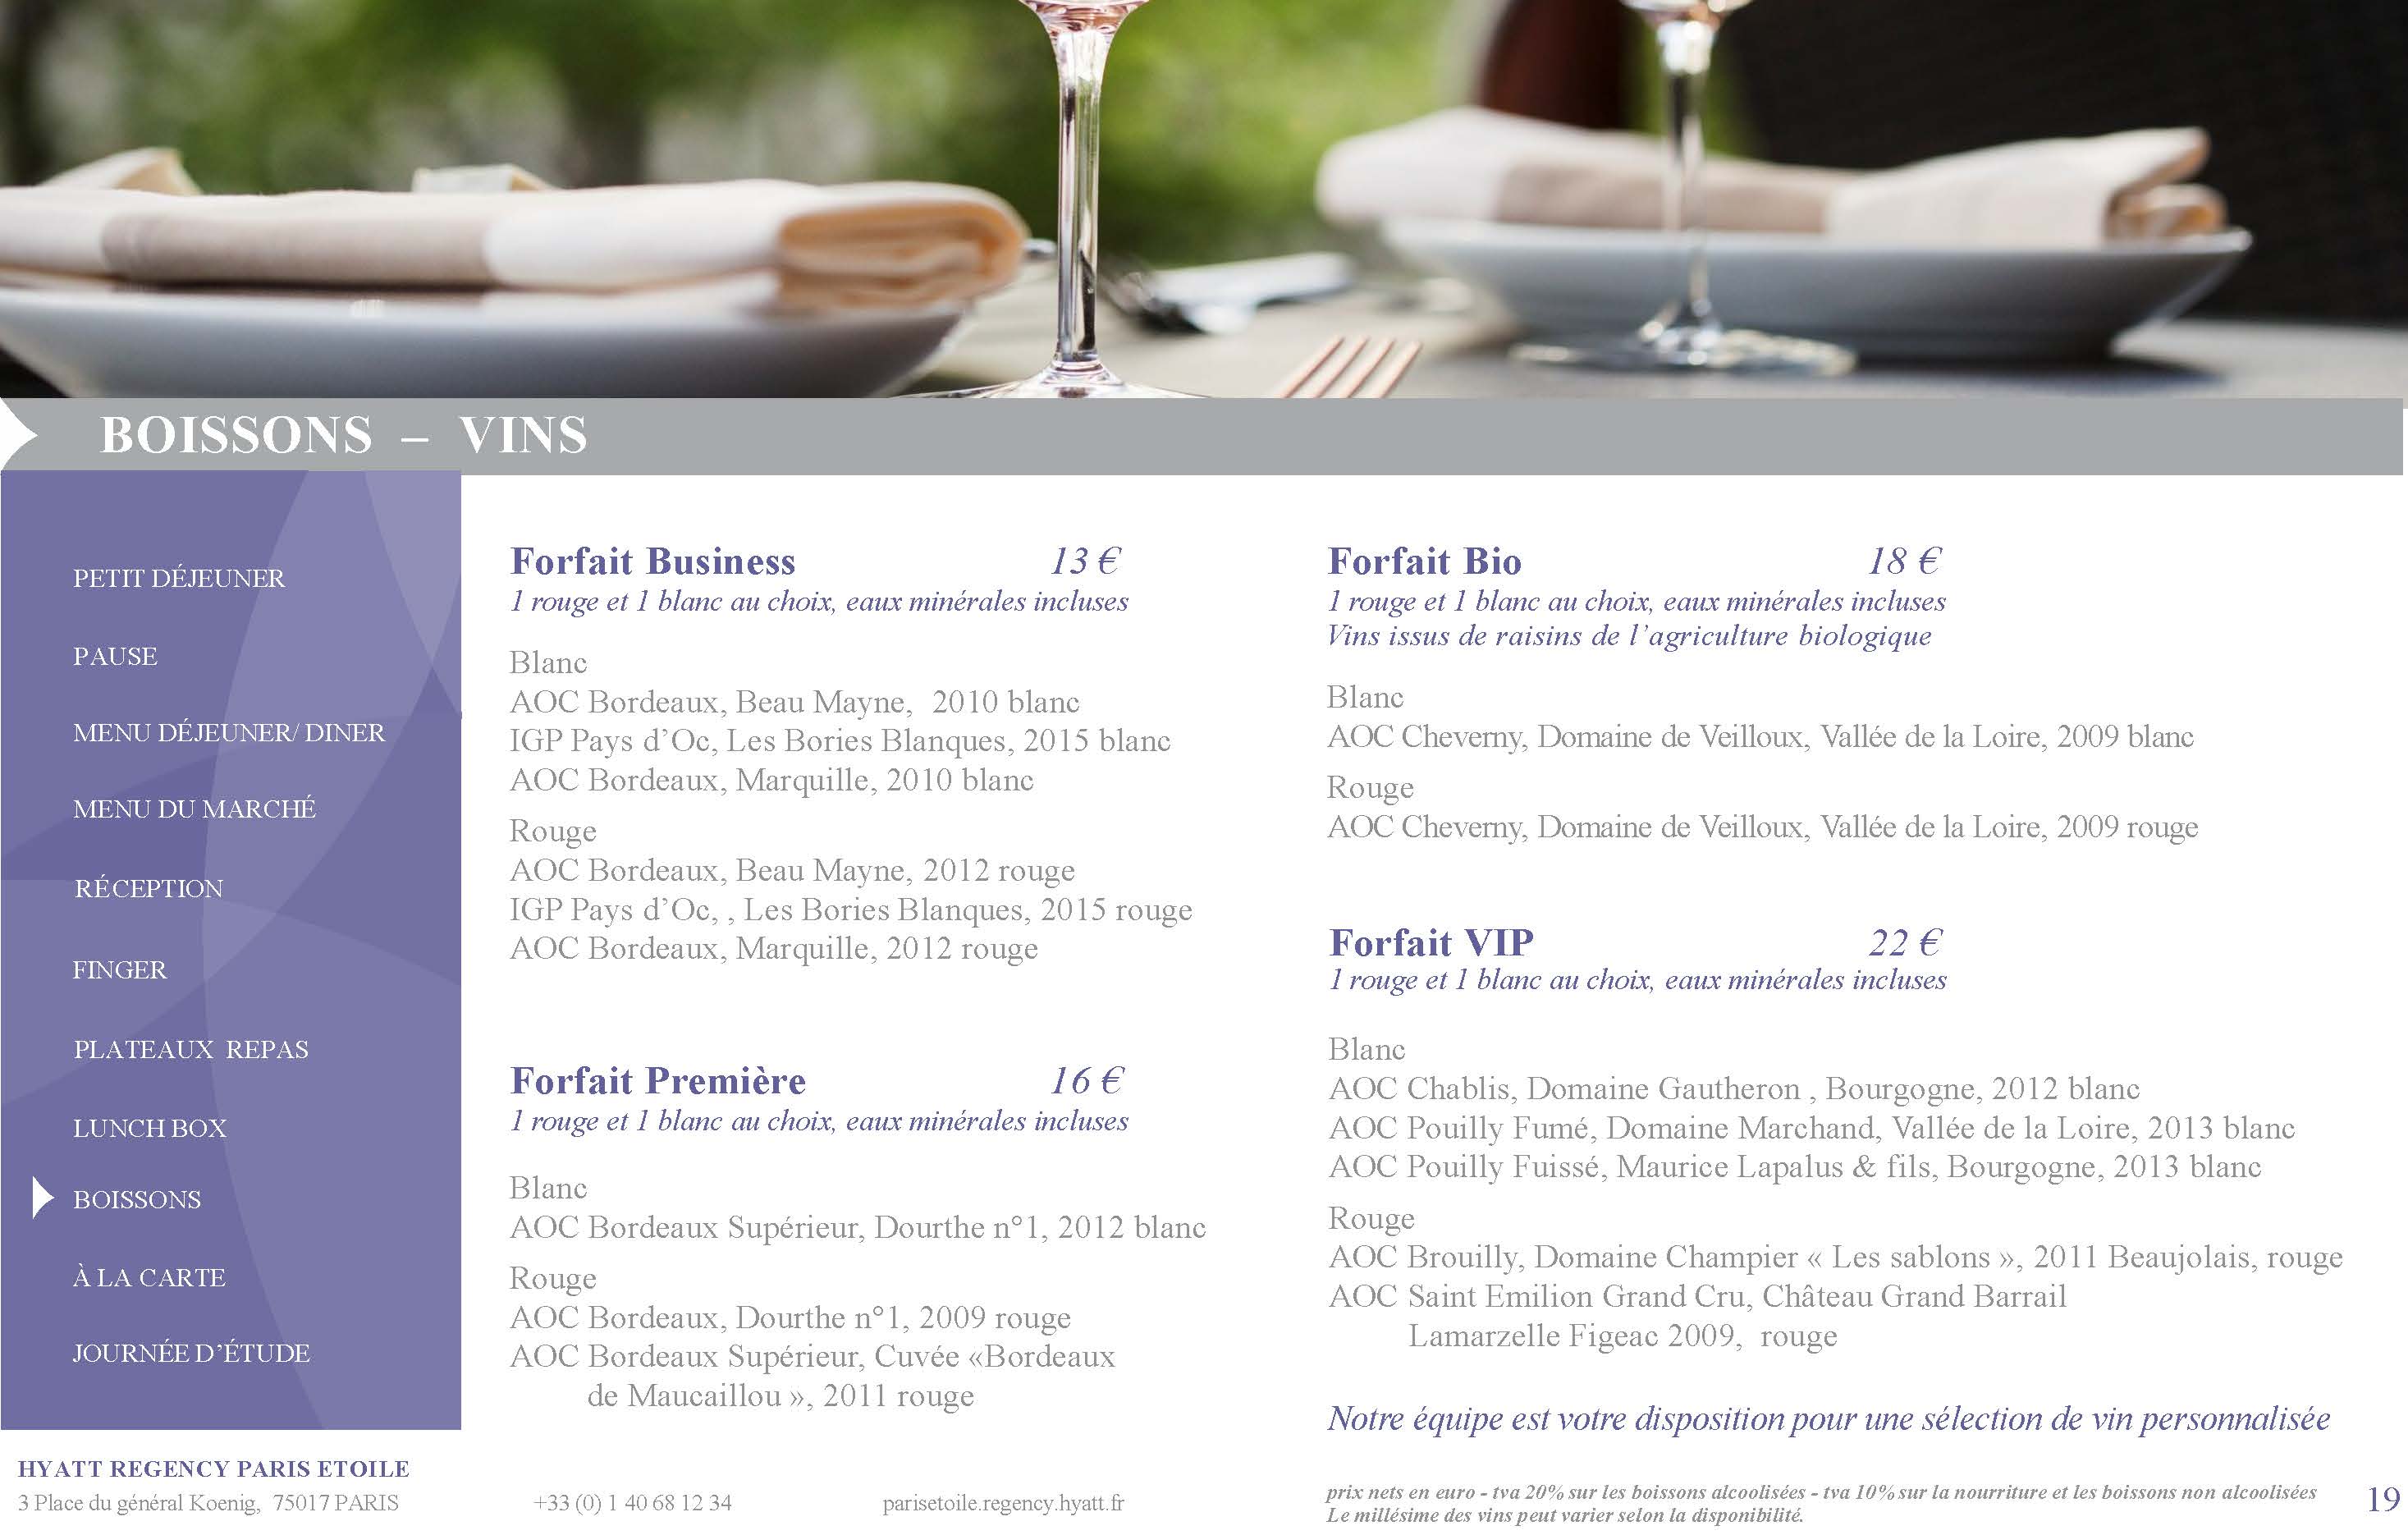 BOISSONS – VINS
PETIT DÉJEUNER
PAUSE
MENU DÉJEUNER/ DINER
MENU DU MARCHÉ
RÉCEPTION
FINGER
PLATEAUX REPAS
LUNCH BOX
BOISSONS
À LA CARTE
JOURNÉE D’ÉTUDE
Forfait Business 13 €
1 rouge et 1 blanc au choix, eaux minérales incluses
Blanc
AOC Bordeaux, Beau Mayne, 2010 blanc
IGP Pays d’Oc, Les Bories Blanques, 2015 blanc
AOC Bordeaux, Marquille, 2010 blanc
Rouge
AOC Bordeaux, Beau Mayne, 2012 rouge
IGP Pays d’Oc, , Les Bories Blanques, 2015 rouge
AOC Bordeaux, Marquille, 2012 rouge
Forfait Première 16 €
1 rouge et 1 blanc au choix, eaux minérales incluses
Blanc
AOC Bordeaux Supérieur, Dourthe n°1, 2012 blanc
Rouge
AOC Bordeaux, Dourthe n°1, 2009 rouge
AOC Bordeaux Supérieur, Cuvée «Bordeaux
de Maucaillou », 2011 rouge
Forfait Bio 18 €
1 rouge et 1 blanc au choix, eaux minérales incluses
Vins issus de raisins de l’agriculture biologique
Blanc
AOC Cheverny, Domaine de Veilloux, Vallée de la Loire, 2009 blanc
Rouge
AOC Cheverny, Domaine de Veilloux, Vallée de la Loire, 2009 rouge
Forfait VIP 22 €
1 rouge et 1 blanc au choix, eaux minérales incluses
Blanc
AOC Chablis, Domaine Gautheron , Bourgogne, 2012 blanc
AOC Pouilly Fumé, Domaine Marchand, Vallée de la Loire, 2013 blanc
AOC Pouilly Fuissé, Maurice Lapalus & fils, Bourgogne, 2013 blanc
Rouge
AOC Brouilly, Domaine Champier « Les sablons », 2011 Beaujolais, rouge
AOC Saint Emilion Grand Cru, Château Grand Barrail
Lamarzelle Figeac 2009, rouge
Notre équipe est votre disposition pour une sélection de vin personnalisée
HYATT REGENCY PARIS ETOILE
3 Place du général Koenig, 75017 PARIS
+33 (0) 1 40 68 12 34
parisetoile.regency.hyatt.fr
prix nets en euro - tva 20% sur les boissons alcoolisées - tva 10% sur la nourriture et les boissons non alcoolisées
Le millésime des vins peut varier selon la disponibilité.
19